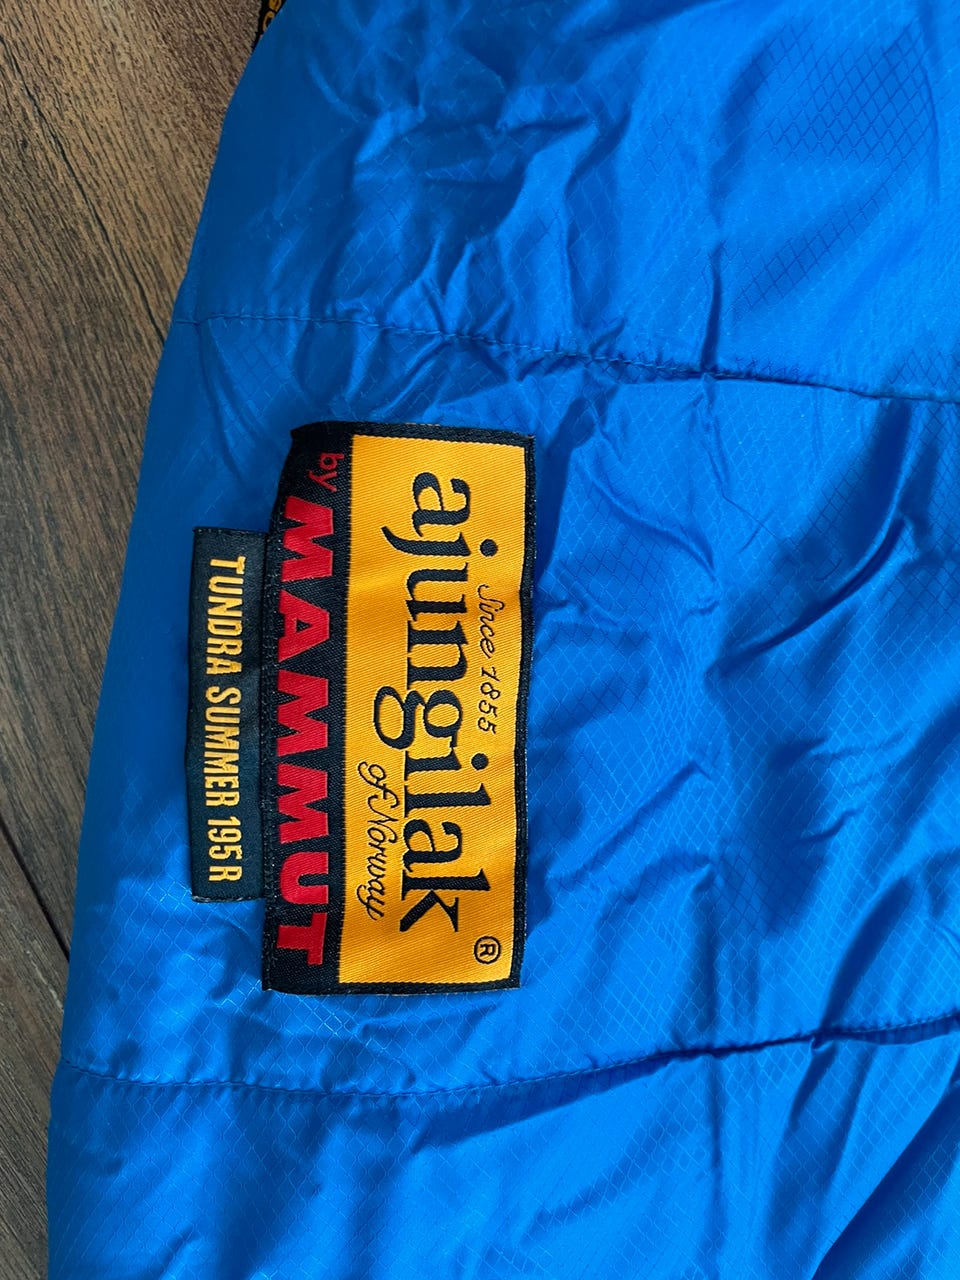 Since 1855
ajungilak ®
of Norway
by MAMMUT
TUNDRA SUMMER 195 R